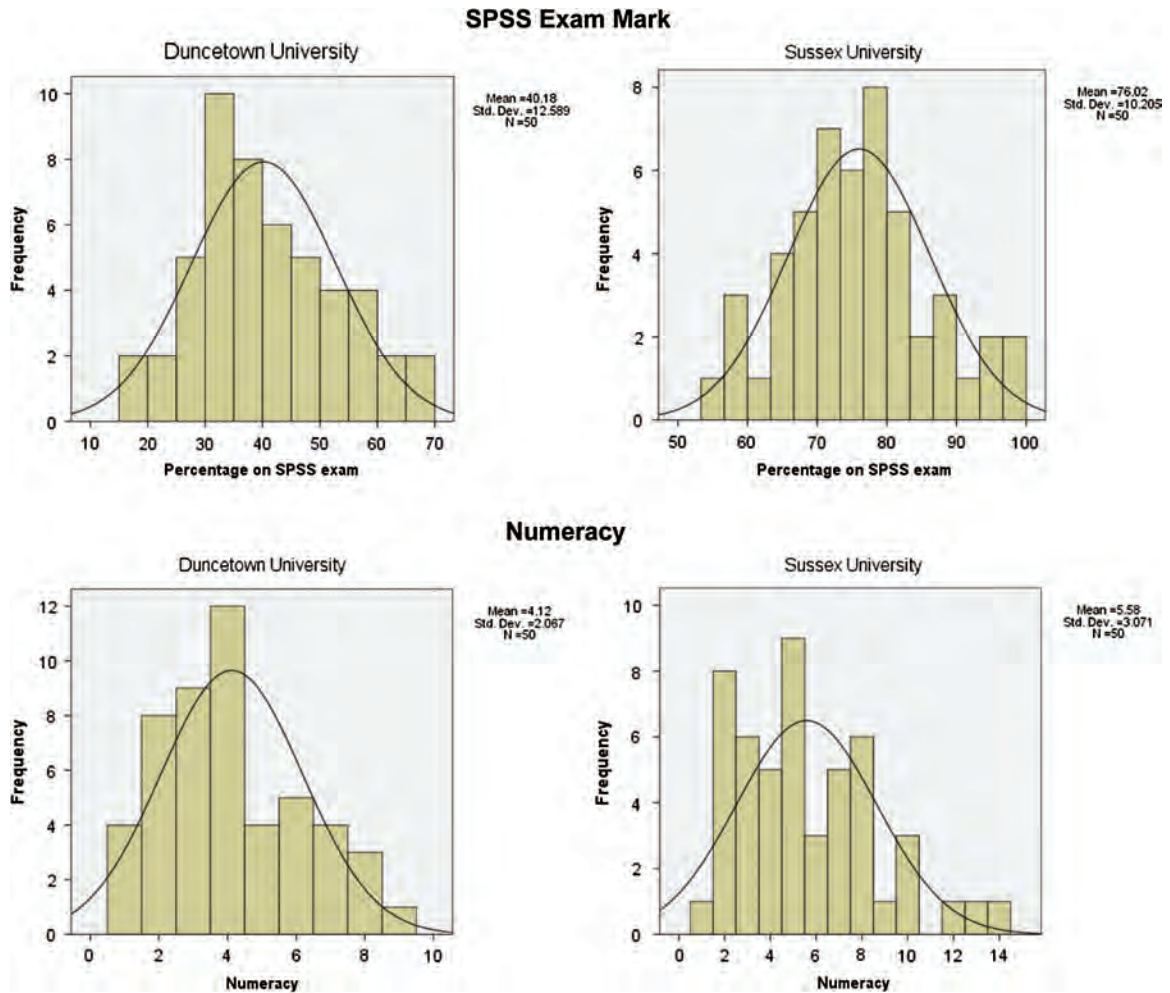 SPSS Exam Mark
Duncetown University
Mean =40.18
Std. Dev. =12.589
N =50
Frequency
10
8
6
4
2
0
10 20 30 40 50 60 70
Percentage on SPSS exam
Sussex University
Mean =76.02
Std. Dev. =10.205
N =50
Frequency
8
6
4
2
0
50 60 70 80 90 100
Percentage on SPSS exam
Numeracy
Duncetown University
Mean =4.12
Std. Dev. =2.067
N =50
Frequency
12
10
8
6
4
2
0
0 2 4 6 8 10
Numeracy
Sussex University
Mean =5.58
Std. Dev. =3.071
N =50
Frequency
10
8
6
4
2
0
0 2 4 6 8 10 12 14
Numeracy